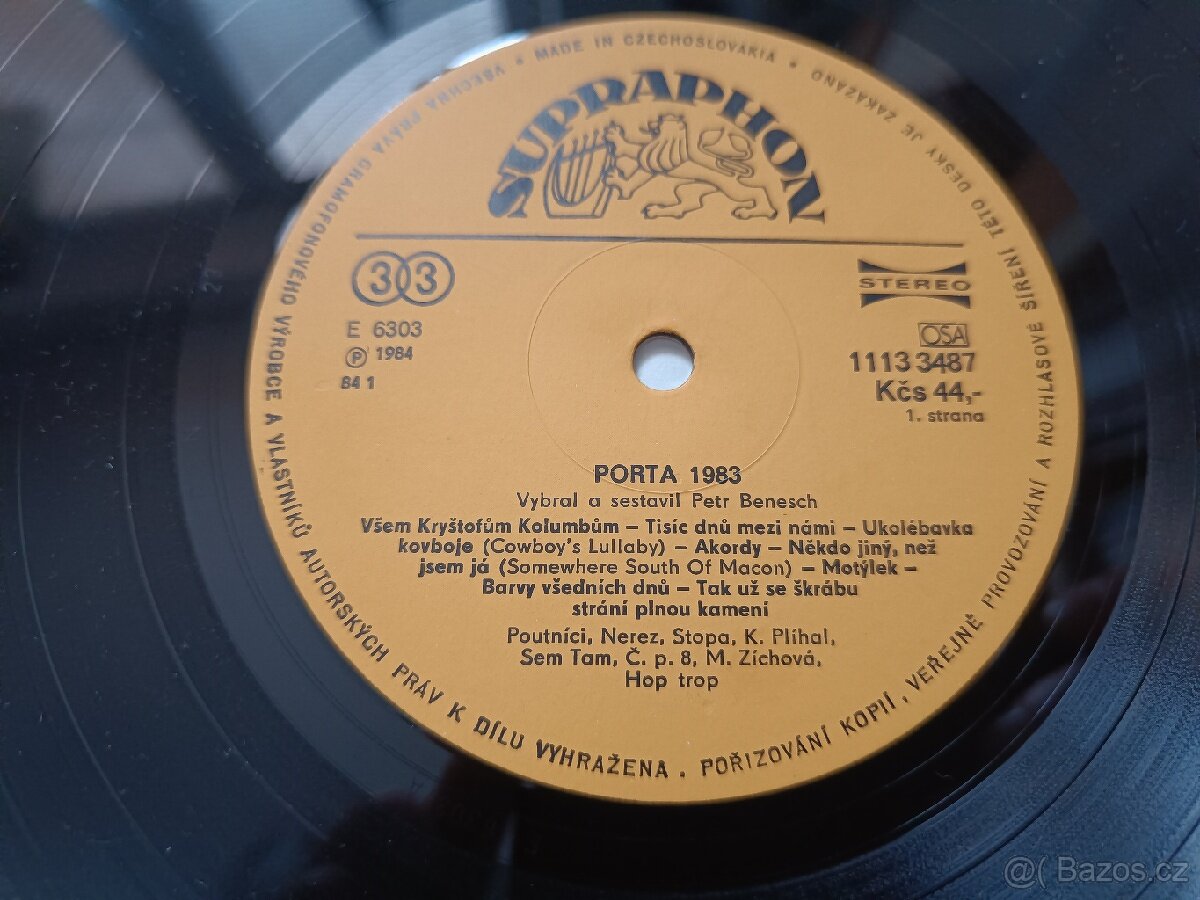 VŠECHNA PRÁVA GRAMOFONOVÉHO VÝROBCE A VLASTNÍKŮ AUTORSKÝCH PRÁV K DÍLU VYHRAŽENA . POŘIZOVÁNÍ KOPIÍ, VEŘEJNÉ PROVOZOVÁNÍ A ROZHLASOVÉ ŠÍŘENÍ TÉTO DESKY JE ZAKÁZÁNO • MADE IN CZECHOSLOVAKIA •
SUPRAPHON
33
STEREO
E 6303
℗ 1984
84 1
OSA
1113 3487
Kčs 44,-
1. strana
PORTA 1983
Vybral a sestavil Petr Benesch
Všem Kryštofům Kolumbům – Tisíc dnů mezi námi – Ukolébavka
kovboje (Cowboy's Lullaby) – Akordy – Někdo jiný, než
jsem já (Somewhere South Of Macon) – Motýlek –
Barvy všedních dnů – Tak už se škrábu
strání plnou kamení
Poutníci, Nerez, Stopa, K. Plíhal,
Sem Tam, Č. p. 8, M. Zíchová,
Hop trop
@( Bazos.cz